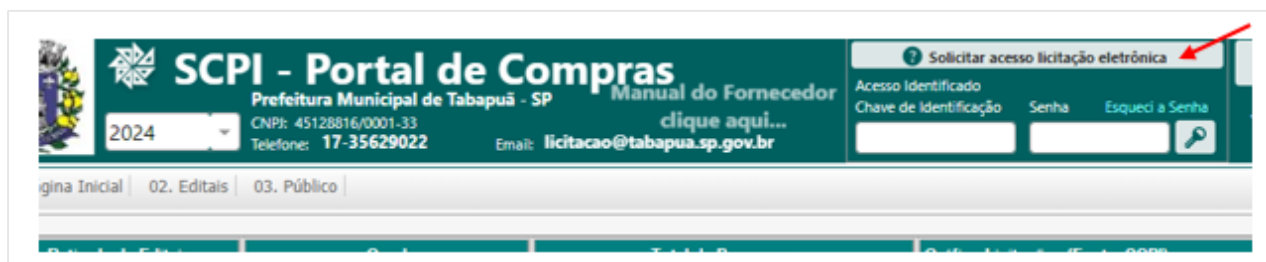 SCPI - Portal de Compras
Prefeitura Municipal de Tabapuã - SP
Manual do Fornecedor
clique aqui...
2024
CNPJ: 45128816/0001-33
Telefone: 17-35629022
Email: licitacao@tabapua.sp.gov.br
? Solicitar acesso licitação eletrônica
Acesso Identificado
Chave de Identificação Senha Esqueci a Senha
gina Inicial 02. Editais 03. Público